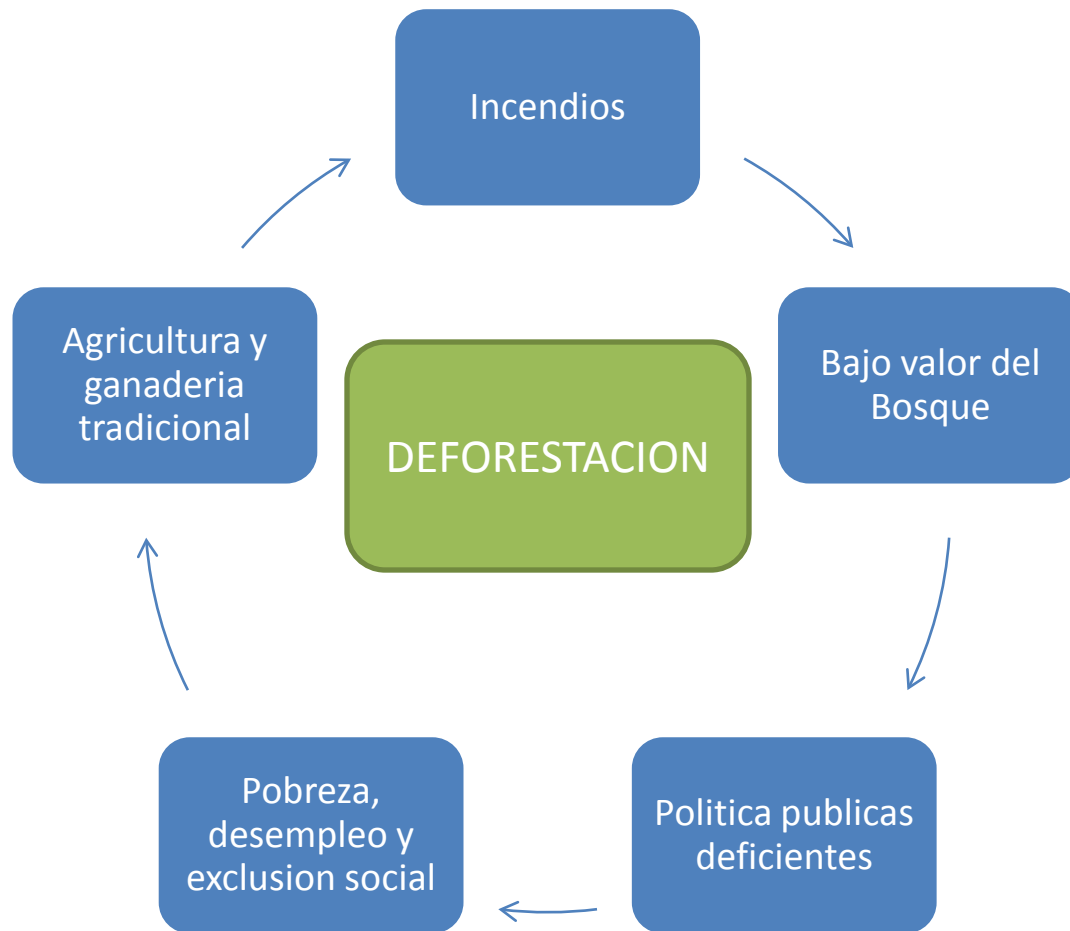 Incendios
Bajo valor del
Bosque
Politica publicas
deficientes
Pobreza,
desempleo y
exclusion social
Agricultura y
ganaderia
tradicional
DEFORESTACION